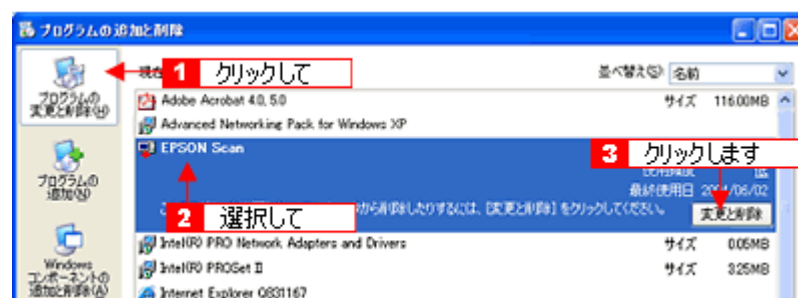 プログラムの追加と削除
1 クリックして
並べ替え(S): 名前
プログラムの
変更と削除(H)
Adobe Acrobat 4.0, 5.0
サイズ 116.00MB
Advanced Networking Pack for Windows XP
EPSON Scan
3 クリックします
プログラムの
追加(N)
最終使用日 2004/06/02
2 選択して
から削除したりするには、[変更と削除] をクリックしてください。
変更と削除
Intel(R) PRO Network Adapters and Drivers
サイズ 0.05MB
Windows
コンポーネントの
追加と削除(A)
Intel(R) PROSet II
サイズ 3.25MB
Internet Explorer Q831167